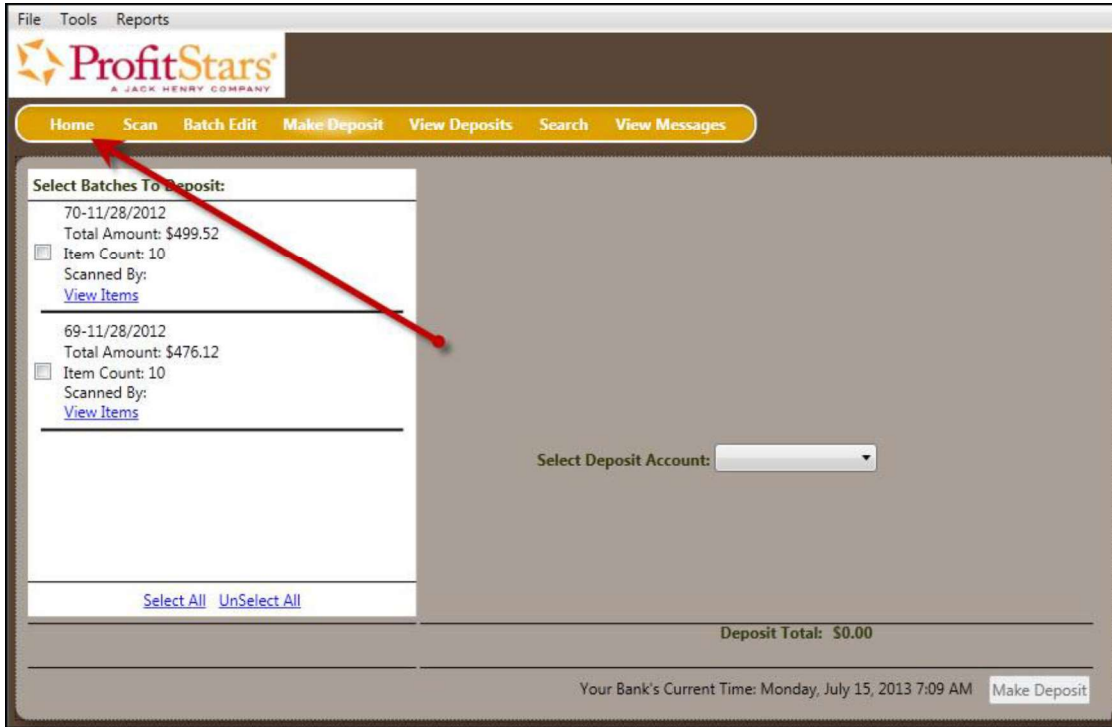 File Tools Reports
ProfitStars
A JACK HENRY COMPANY
Home Scan Batch Edit Make Deposit View Deposits Search View Messages
Select Batches To Deposit:
70-11/28/2012
Total Amount: $499.52
Item Count: 10
Scanned By:
View Items
69-11/28/2012
Total Amount: $476.12
Item Count: 10
Scanned By:
View Items
Select Deposit Account:
Select All UnSelect All
Deposit Total: $0.00
Your Bank's Current Time: Monday, July 15, 2013 7:09 AM Make Deposit